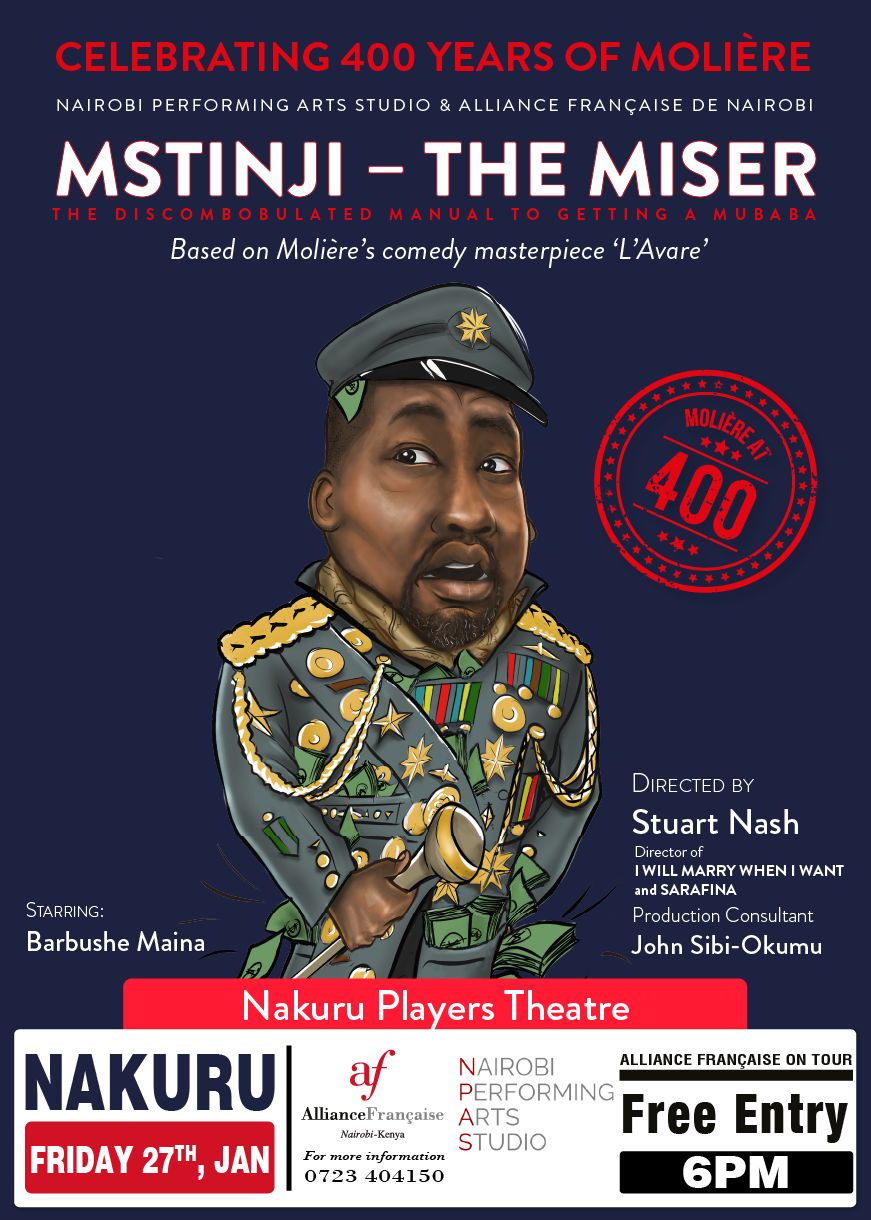 CELEBRATING 400 YEARS OF MOLIÈRE
NAIROBI PERFORMING ARTS STUDIO & ALLIANCE FRANÇAISE DE NAIROBI
MSTINJI – THE MISER
THE DISCOMBOBULATED MANUAL TO GETTING A MUBABA
Based on Molière's comedy masterpiece 'L'Avare'
MOLIÈRE AT
400
DIRECTED BY
Stuart Nash
Director of
I WILL MARRY WHEN I WANT
and SARAFINA
Production Consultant
John Sibi-Okumu
STARRING:
Barbushe Maina
Nakuru Players Theatre
NAKURU
FRIDAY 27TH, JAN
af
AllianceFrançaise
Nairobi-Kenya
For more information
0723 404150
NAIROBI
PERFORMING
ARTS
STUDIO
ALLIANCE FRANÇAISE ON TOUR
Free Entry
6PM